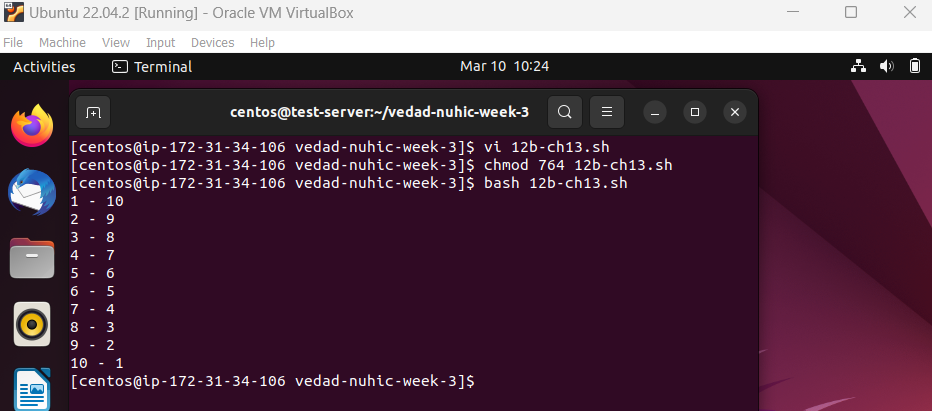 Ubuntu 22.04.2 [Running] - Oracle VM VirtualBox
File Machine View Input Devices Help
Activities Terminal Mar 10 10:24
centos@test-server:~/vedad-nuhic-week-3
[centos@ip-172-31-34-106 vedad-nuhic-week-3]$ vi 12b-ch13.sh
[centos@ip-172-31-34-106 vedad-nuhic-week-3]$ chmod 764 12b-ch13.sh
[centos@ip-172-31-34-106 vedad-nuhic-week-3]$ bash 12b-ch13.sh
1 - 10
2 - 9
3 - 8
4 - 7
5 - 6
6 - 5
7 - 4
8 - 3
9 - 2
10 - 1
[centos@ip-172-31-34-106 vedad-nuhic-week-3]$